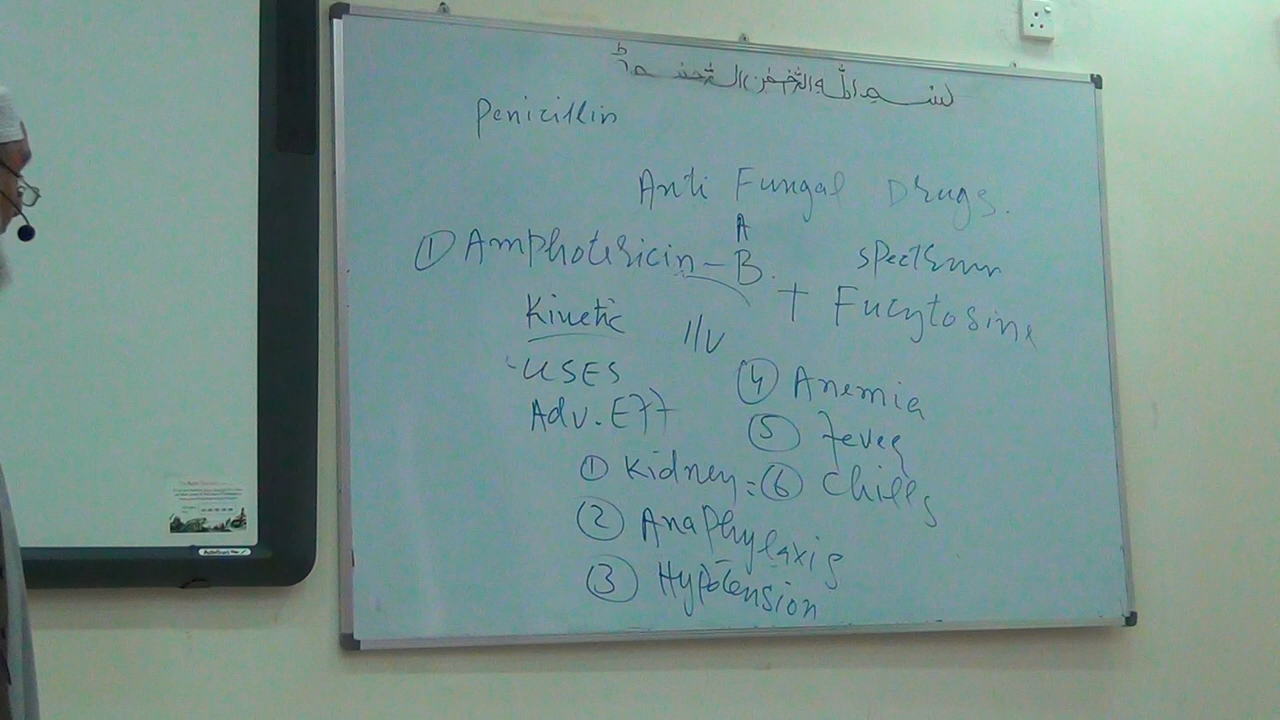 بسم الله الرحمن الرحيم
Penicillin
Anti Fungal Drugs.
A
① Amphotericin - B. spectrum
+ Fucytosine
Kinetic I/V
USES
Adv. Eff
① Kidney:
② Anaphylaxis
③ Hypotension
④ Anemia
⑤ Fever
⑥ Chills
ActivBoard